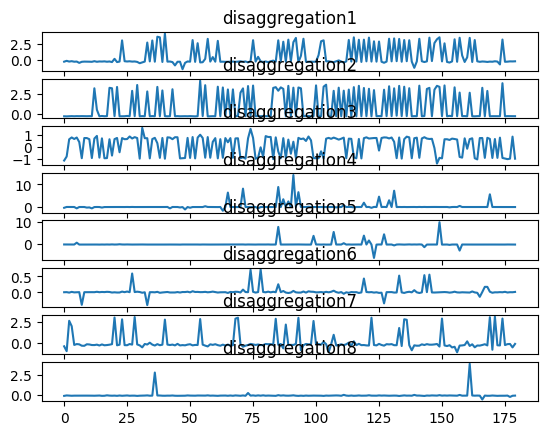 disaggregation1
2.5
0.0
disaggregation2
2.5
0.0
disaggregation3
1
0
−1
disaggregation4
10
0
disaggregation5
10
0
disaggregation6
0.5
0.0
disaggregation7
2.5
0.0
disaggregation8
2.5
0.0
0 25 50 75 100 125 150 175